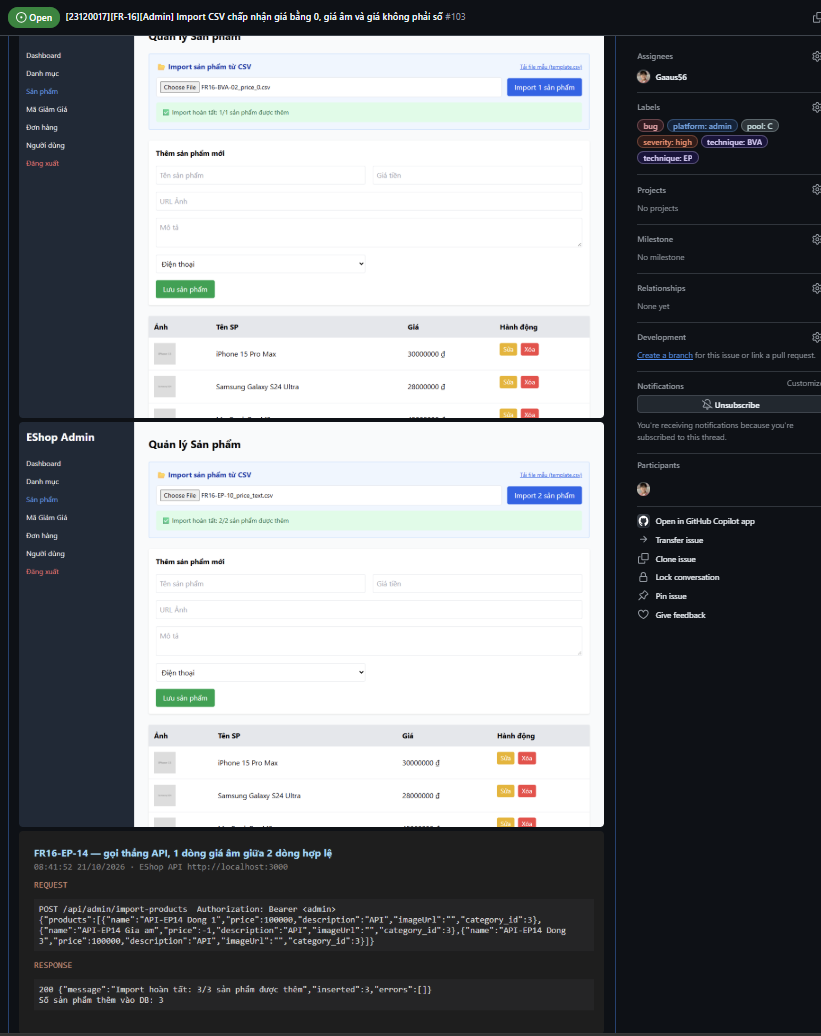 Open [23120017][FR-16][Admin] Import CSV chấp nhận giá bằng 0, giá âm và giá không phải số #103
Quản lý Sản phẩm
Dashboard
Danh mục
Sản phẩm
Mã Giảm Giá
Đơn hàng
Người dùng
Đăng xuất
Import sản phẩm từ CSV
Tải file mẫu (template.csv)
Choose File FR16-BVA-02_price_0.csv
Import 1 sản phẩm
Import hoàn tất: 1/1 sản phẩm được thêm
Thêm sản phẩm mới
Tên sản phẩm
Giá tiền
URL Ảnh
Mô tả
Điện thoại
Lưu sản phẩm
Ảnh Tên SP Giá Hành động
iPhone 15 Pro Max 30000000 ₫ Sửa Xóa
Samsung Galaxy S24 Ultra 28000000 ₫ Sửa Xóa
Sửa Xóa
EShop Admin
Dashboard
Danh mục
Sản phẩm
Mã Giảm Giá
Đơn hàng
Người dùng
Đăng xuất
Quản lý Sản phẩm
Import sản phẩm từ CSV
Tải file mẫu (template.csv)
Choose File FR16-EP-10_price_text.csv
Import 2 sản phẩm
Import hoàn tất: 2/2 sản phẩm được thêm
Thêm sản phẩm mới
Tên sản phẩm
Giá tiền
URL Ảnh
Mô tả
Điện thoại
Lưu sản phẩm
Ảnh Tên SP Giá Hành động
iPhone 15 Pro Max 30000000 ₫ Sửa Xóa
Samsung Galaxy S24 Ultra 28000000 ₫ Sửa Xóa
Sửa Xóa
FR16-EP-14 — gọi thẳng API, 1 dòng giá âm giữa 2 dòng hợp lệ
08:41:52 21/10/2026 · EShop API http://localhost:3000
REQUEST
POST /api/admin/import-products Authorization: Bearer <admin>
{"products":[{"name":"API-EP14 Dong 1","price":100000,"description":"API","imageUrl":"","category_id":3},
{"name":"API-EP14 Gia am","price":-1,"description":"API","imageUrl":"","category_id":3},{"name":"API-EP14 Dong
3","price":100000,"description":"API","imageUrl":"","category_id":3}]}
RESPONSE
200 {"message":"Import hoàn tất: 3/3 sản phẩm được thêm","inserted":3,"errors":[]}
Số sản phẩm thêm vào DB: 3
Assignees
Gaaus56
Labels
bug platform: admin pool: C
severity: high technique: BVA
technique: EP
Projects
No projects
Milestone
No milestone
Relationships
None yet
Development
Create a branch for this issue or link a pull request.
Notifications
Customize
Unsubscribe
You're receiving notifications because you're
subscribed to this thread.
Participants
Open in GitHub Copilot app
Transfer issue
Clone issue
Lock conversation
Pin issue
Give feedback